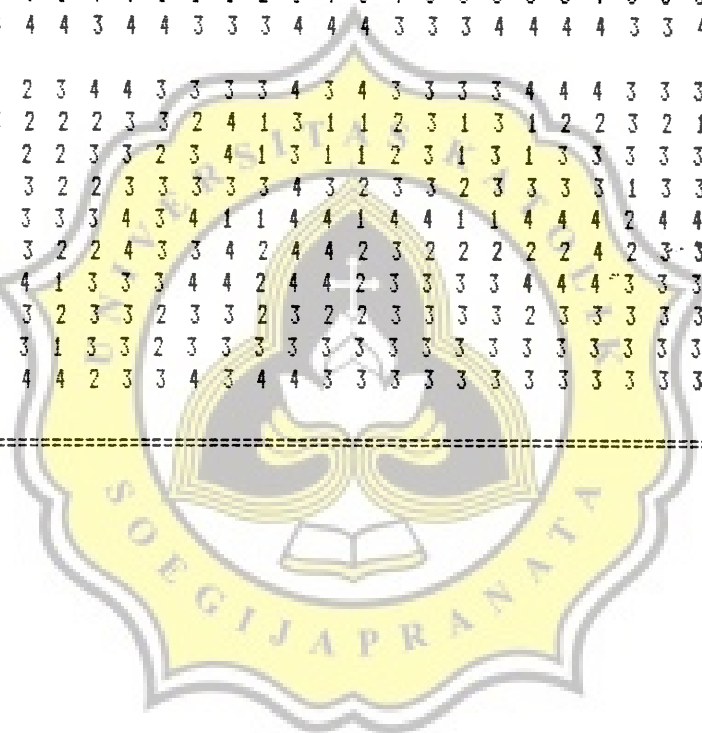 4 4 3 4 4 3 3 3 4 4 4 3 3 3 4 4 4 4 3 3 4
2 3 4 4 3 3 3 3 4 3 4 3 3 3 3 4 4 4 3 3 3
2 2 2 3 3 2 4 1 3 1 1 2 3 1 3 1 2 2 3 2 1
2 2 3 3 2 3 4 1 3 1 1 2 3 1 3 1 3 3 3 3 3
3 2 2 3 3 3 3 3 4 3 2 3 3 2 3 3 3 3 1 3 3
3 3 3 4 3 4 1 1 4 4 1 4 4 1 1 4 4 4 2 4 4
3 2 2 4 3 3 4 2 4 4 2 3 2 2 2 2 2 4 2 3 3
4 1 3 3 3 4 4 2 4 4 2 3 3 3 3 4 4 4 3 3 3
3 2 3 3 2 3 3 2 3 2 2 3 3 3 3 2 3 3 3 3 3
3 1 3 3 2 3 3 3 3 3 3 3 3 3 3 3 3 3 3 3 3
4 4 2 3 3 4 3 4 4 3 3 3 3 3 3 3 3 3 3 3 3
UNIVERSITAS KATOLIK
SOEGIJAPRANATA